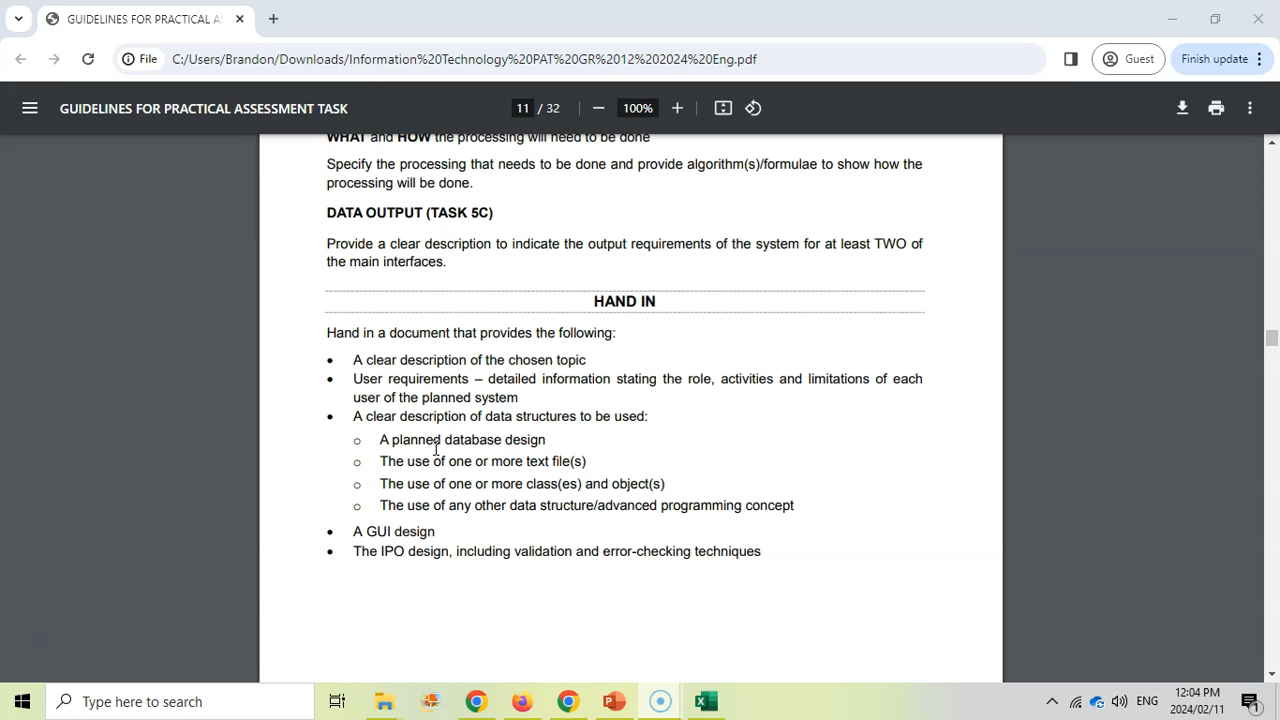 GUIDELINES FOR PRACTICAL AS
File
C:/Users/Brandon/Downloads/Information%20Technology%20PAT%20GR%2012%202024%20Eng.pdf
Guest
Finish update
GUIDELINES FOR PRACTICAL ASSESSMENT TASK
11 / 32
100%
WHAT and HOW the processing will need to be done
Specify the processing that needs to be done and provide algorithm(s)/formulae to show how the
processing will be done.
DATA OUTPUT (TASK 5C)
Provide a clear description to indicate the output requirements of the system for at least TWO of
the main interfaces.
HAND IN
Hand in a document that provides the following:
• A clear description of the chosen topic
• User requirements – detailed information stating the role, activities and limitations of each
user of the planned system
• A clear description of data structures to be used:
o A planned database design
o The use of one or more text file(s)
o The use of one or more class(es) and object(s)
o The use of any other data structure/advanced programming concept
• A GUI design
• The IPO design, including validation and error-checking techniques
Type here to search
ENG
12:04 PM
2024/02/11
1